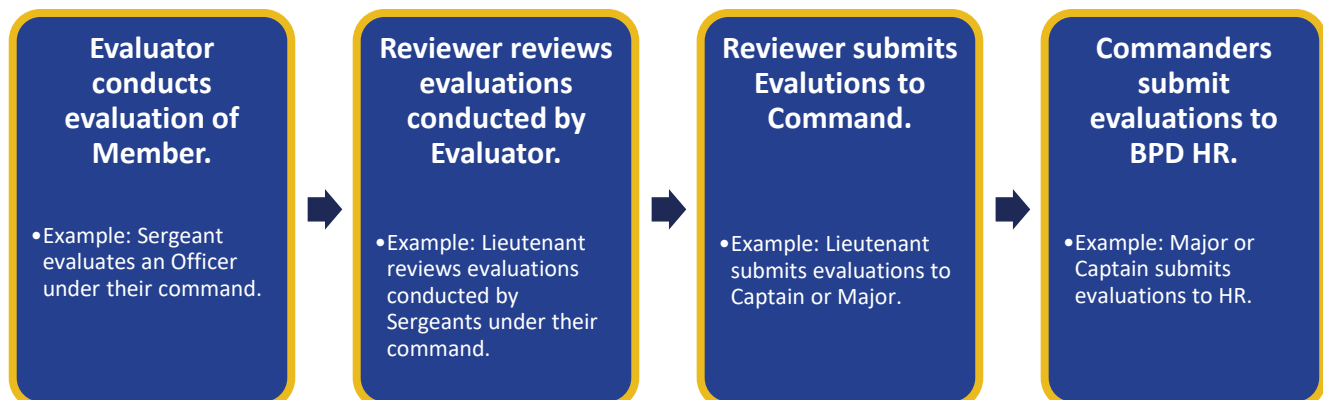 Evaluator
conducts
evaluation of
Member.
•Example: Sergeant
evaluates an Officer
under their command.
Reviewer reviews
evaluations
conducted by
Evaluator.
•Example: Lieutenant
reviews evaluations
conducted by
Sergeants under their
command.
Reviewer submits
Evalutions to
Command.
•Example: Lieutenant
submits evaluations to
Captain or Major.
Commanders
submit
evaluations to
BPD HR.
•Example: Major or
Captain submits
evaluations to HR.